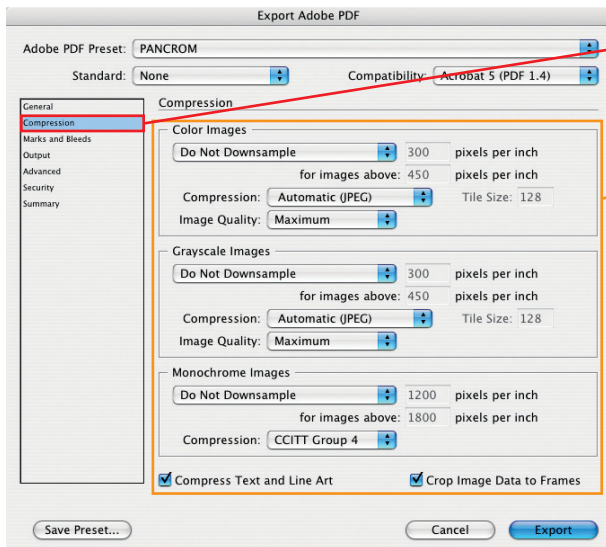 Export Adobe PDF
Adobe PDF Preset: PANCROM
Standard: None Compatibility: Acrobat 5 (PDF 1.4)
General
Compression
Marks and Bleeds
Output
Advanced
Security
Summary
Compression
Color Images
Do Not Downsample 300 pixels per inch
for images above: 450 pixels per inch
Compression: Automatic (JPEG) Tile Size: 128
Image Quality: Maximum
Grayscale Images
Do Not Downsample 300 pixels per inch
for images above: 450 pixels per inch
Compression: Automatic (JPEG) Tile Size: 128
Image Quality: Maximum
Monochrome Images
Do Not Downsample 1200 pixels per inch
for images above: 1800 pixels per inch
Compression: CCITT Group 4
Compress Text and Line Art Crop Image Data to Frames
Save Preset... Cancel Export